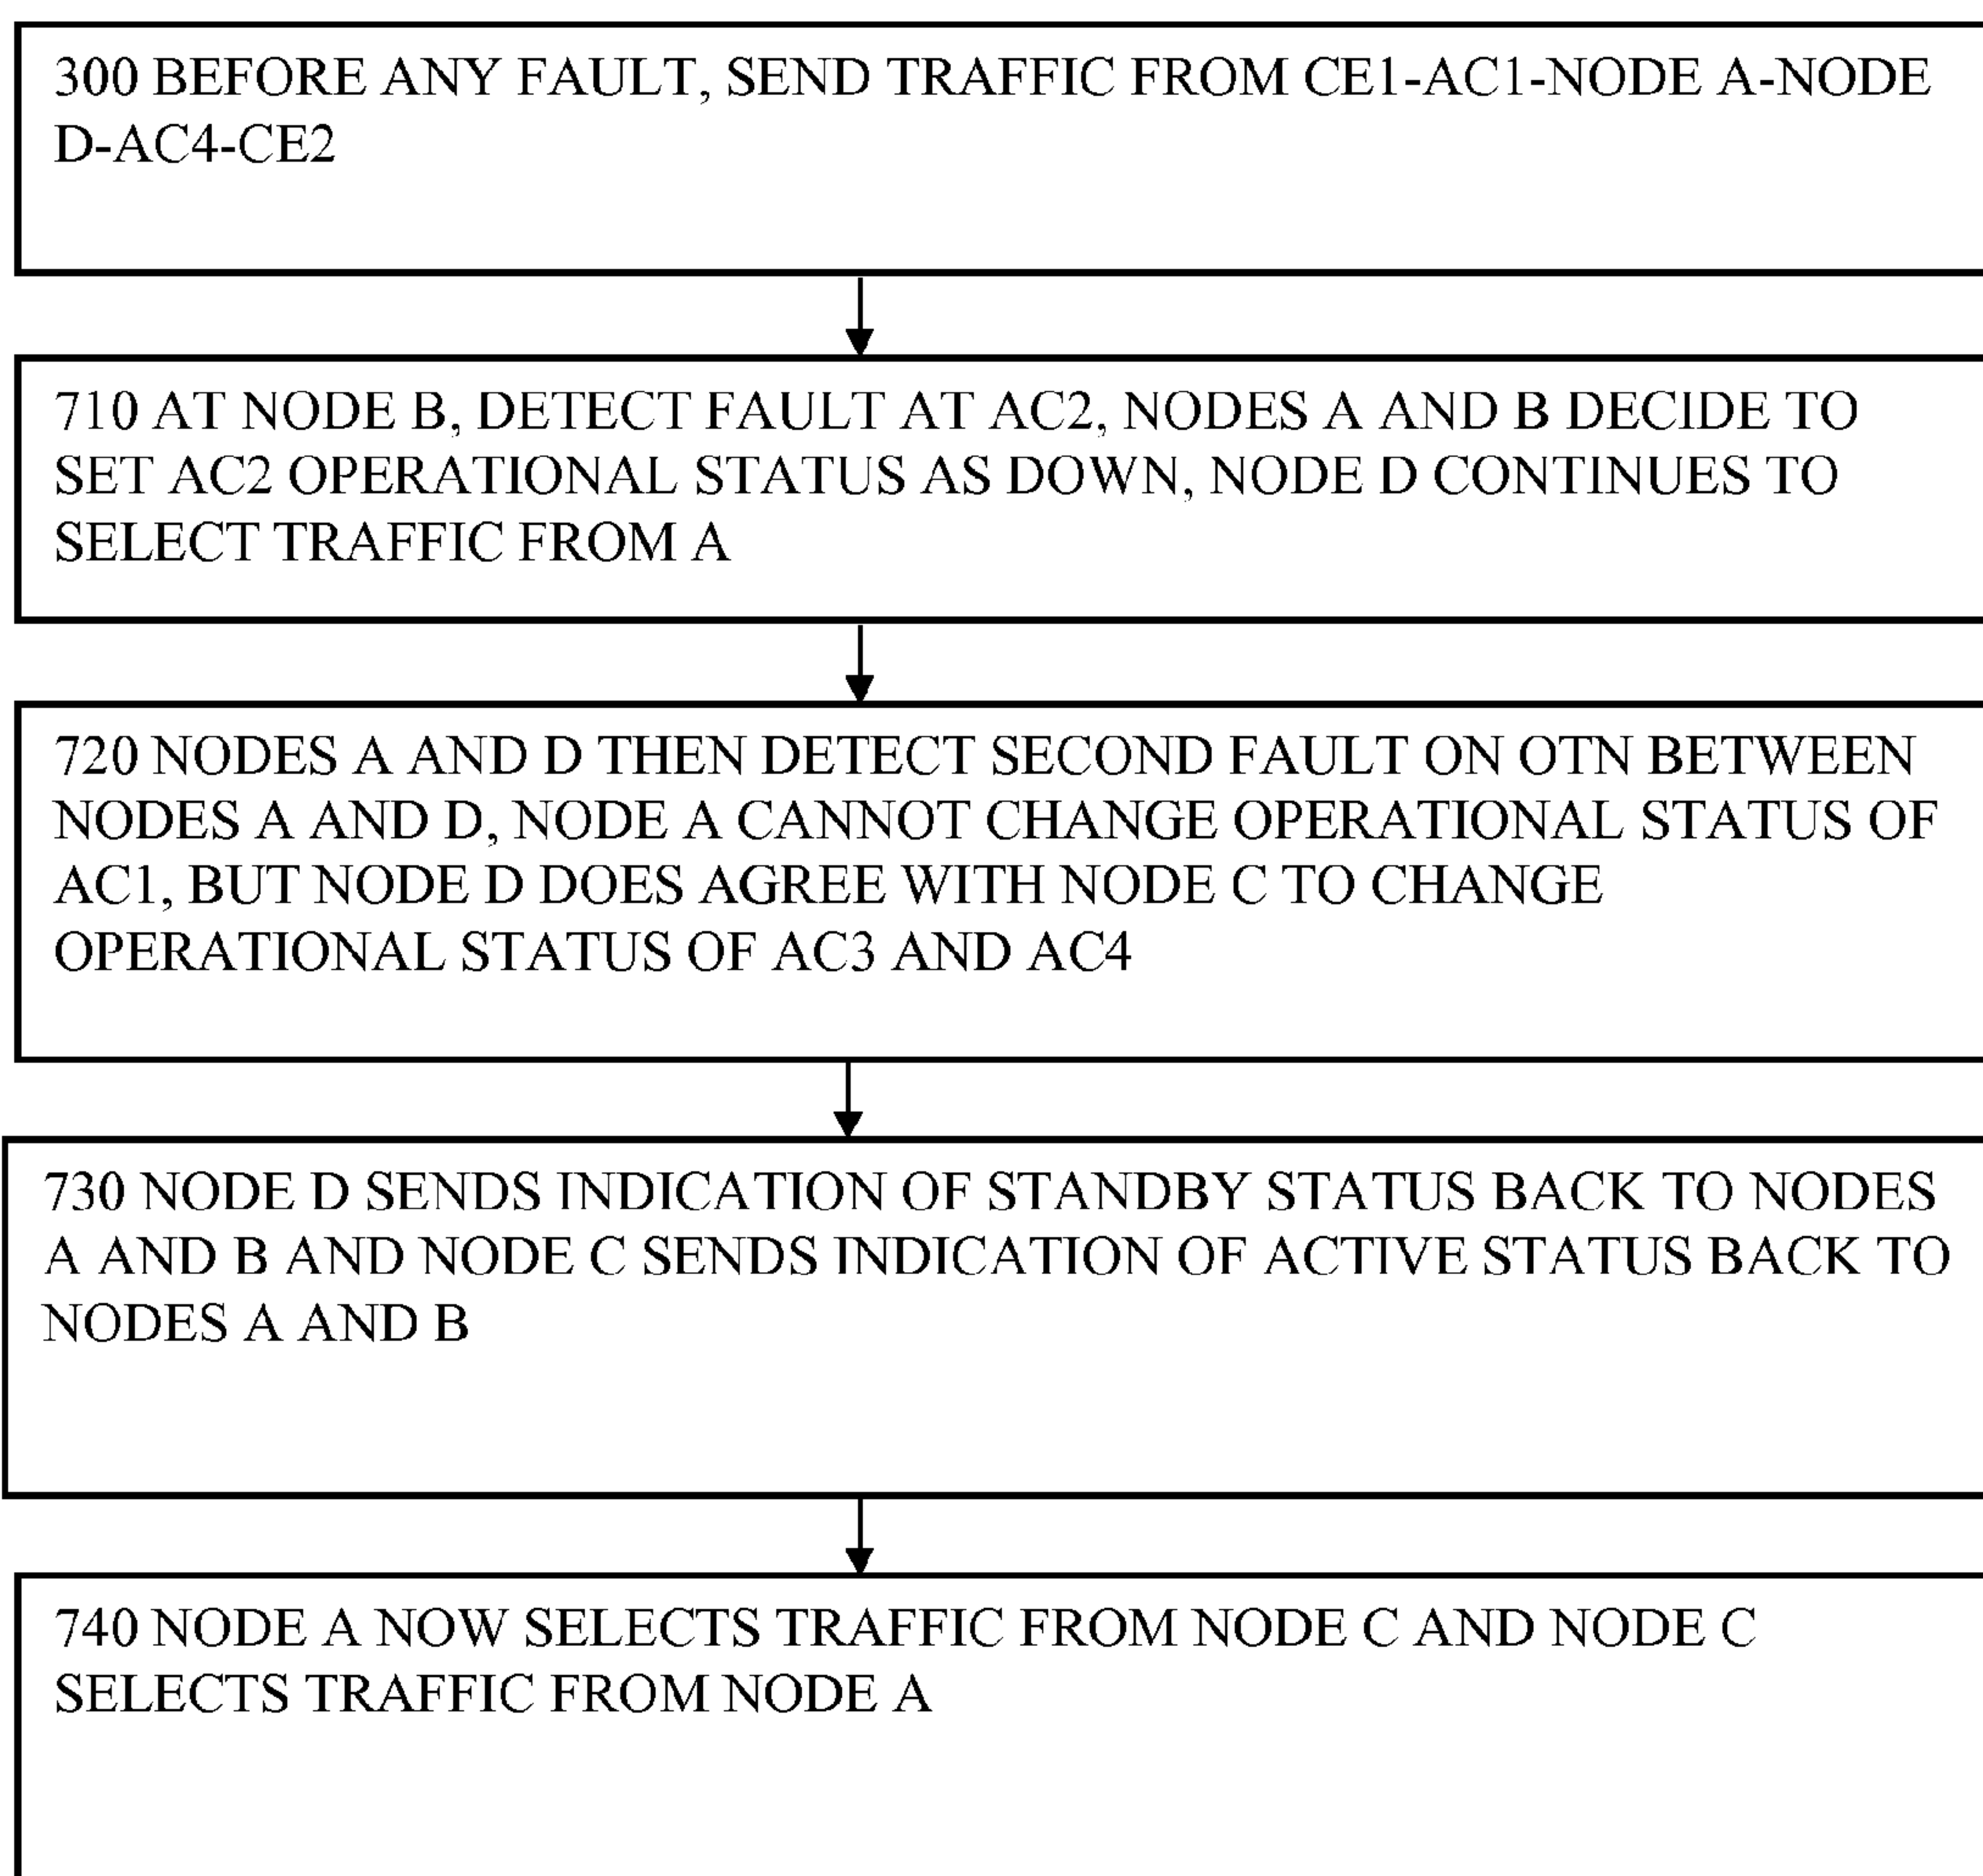 300 BEFORE ANY FAULT, SEND TRAFFIC FROM CE1-AC1-NODE A-NODE
D-AC4-CE2
710 AT NODE B, DETECT FAULT AT AC2, NODES A AND B DECIDE TO
SET AC2 OPERATIONAL STATUS AS DOWN, NODE D CONTINUES TO
SELECT TRAFFIC FROM A
720 NODES A AND D THEN DETECT SECOND FAULT ON OTN BETWEEN
NODES A AND D, NODE A CANNOT CHANGE OPERATIONAL STATUS OF
AC1, BUT NODE D DOES AGREE WITH NODE C TO CHANGE
OPERATIONAL STATUS OF AC3 AND AC4
730 NODE D SENDS INDICATION OF STANDBY STATUS BACK TO NODES
A AND B AND NODE C SENDS INDICATION OF ACTIVE STATUS BACK TO
NODES A AND B
740 NODE A NOW SELECTS TRAFFIC FROM NODE C AND NODE C
SELECTS TRAFFIC FROM NODE A